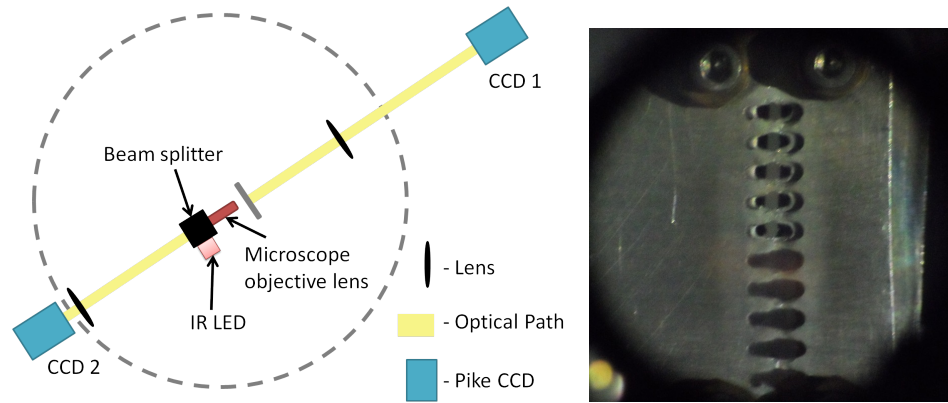 CCD 1
Beam splitter
Microscope
objective lens
IR LED
CCD 2
- Lens
- Optical Path
- Pike CCD